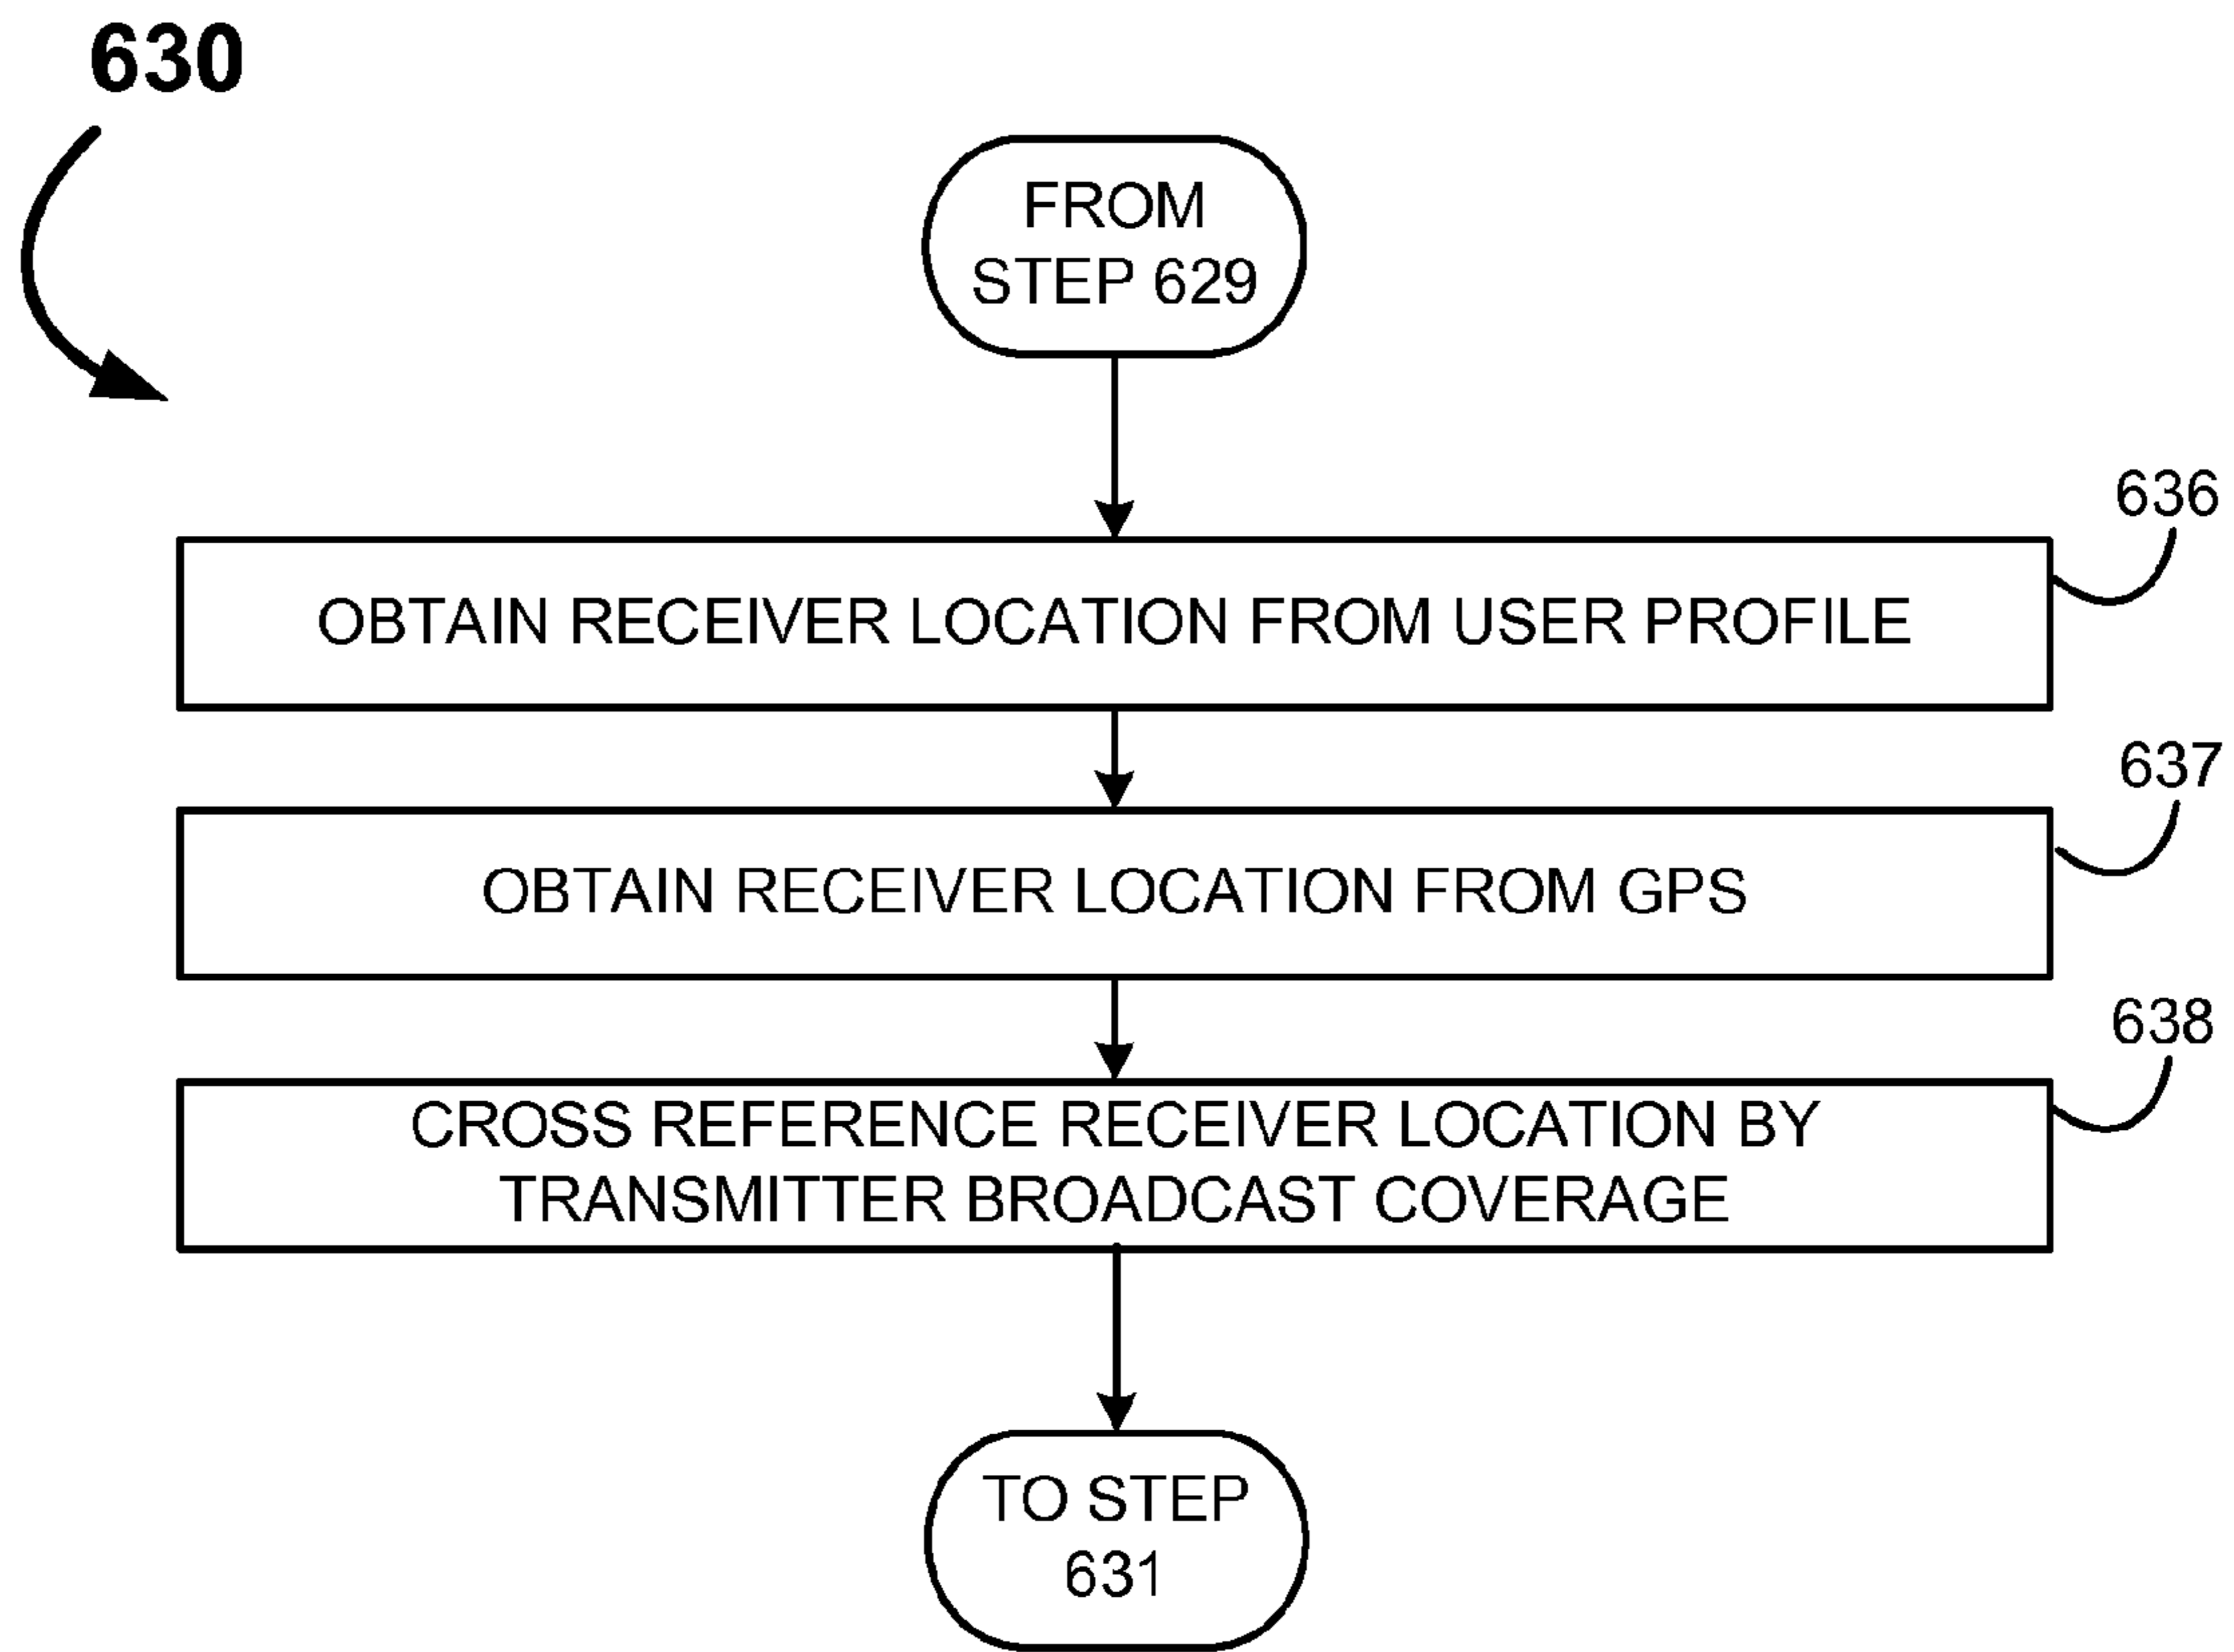 630
FROM
STEP 629
636
OBTAIN RECEIVER LOCATION FROM USER PROFILE
637
OBTAIN RECEIVER LOCATION FROM GPS
638
CROSS REFERENCE RECEIVER LOCATION BY
TRANSMITTER BROADCAST COVERAGE
TO STEP
631